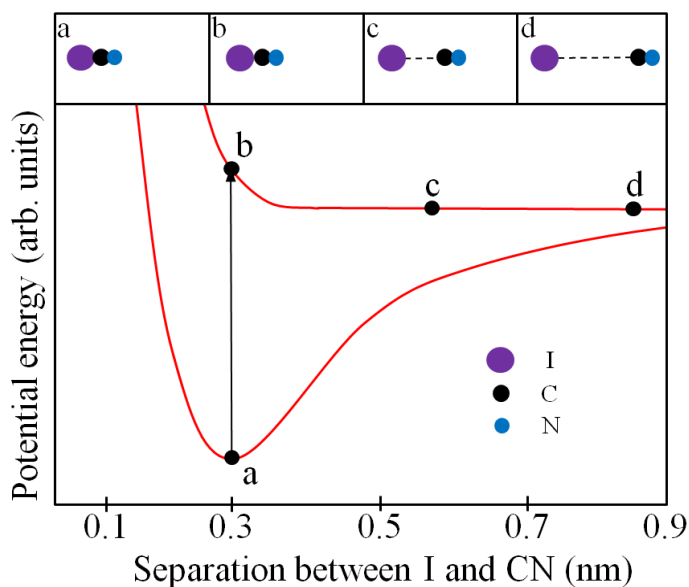 a b c d
b
c
d
a
I
C
N
0.1 0.3 0.5 0.7 0.9
Separation between I and CN (nm)
Potential energy (arb. units)